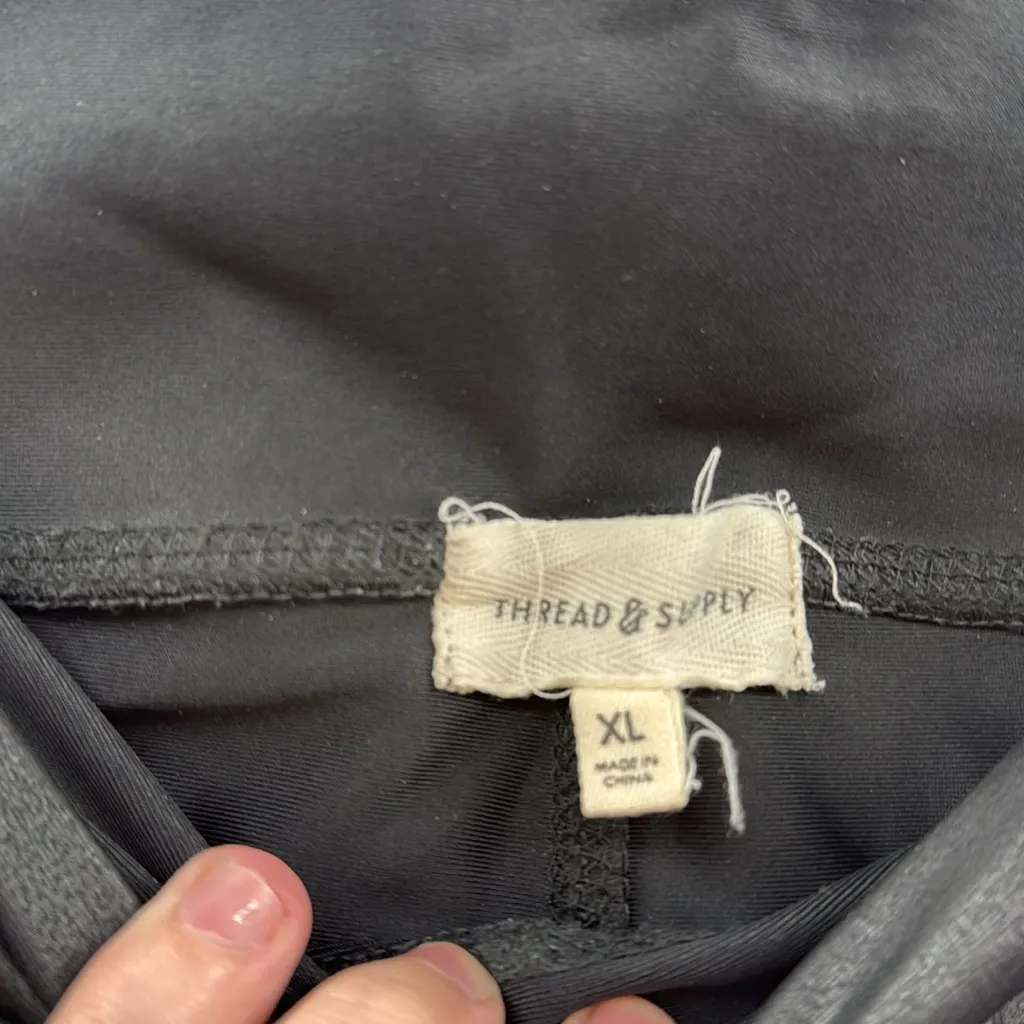 THREAD & SUPPLY
XL
MADE IN
CHINA